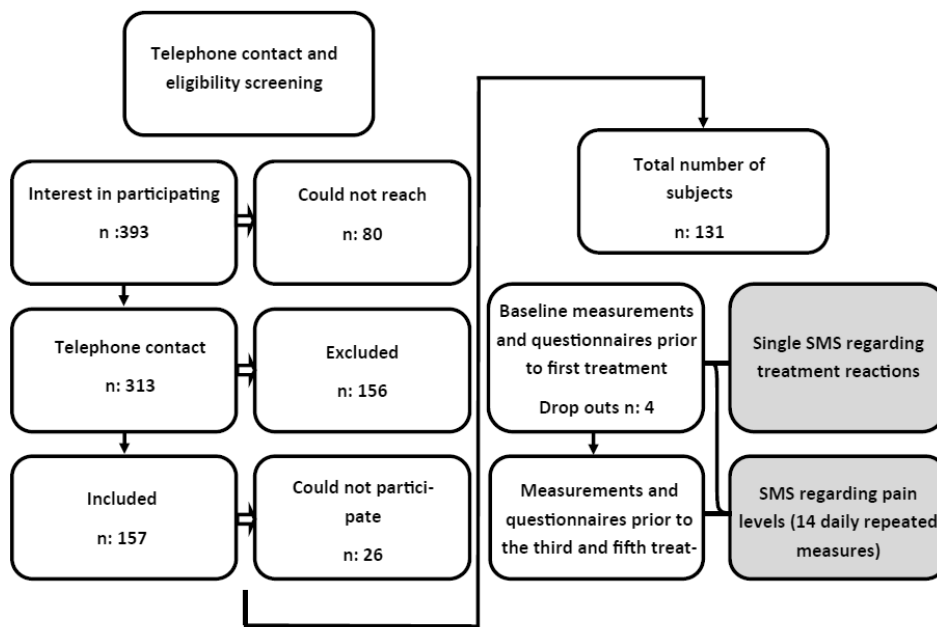 Telephone contact and
eligibility screening
Interest in participating
n :393
Could not reach
n: 80
Telephone contact
n: 313
Excluded
n: 156
Included
n: 157
Could not partici-
pate
n: 26
Total number of
subjects
n: 131
Baseline measurements
and questionnaires prior
to first treatment
Drop outs n: 4
Single SMS regarding
treatment reactions
Measurements and
questionnaires prior to
the third and fifth treat-
SMS regarding pain
levels (14 daily repeated
measures)